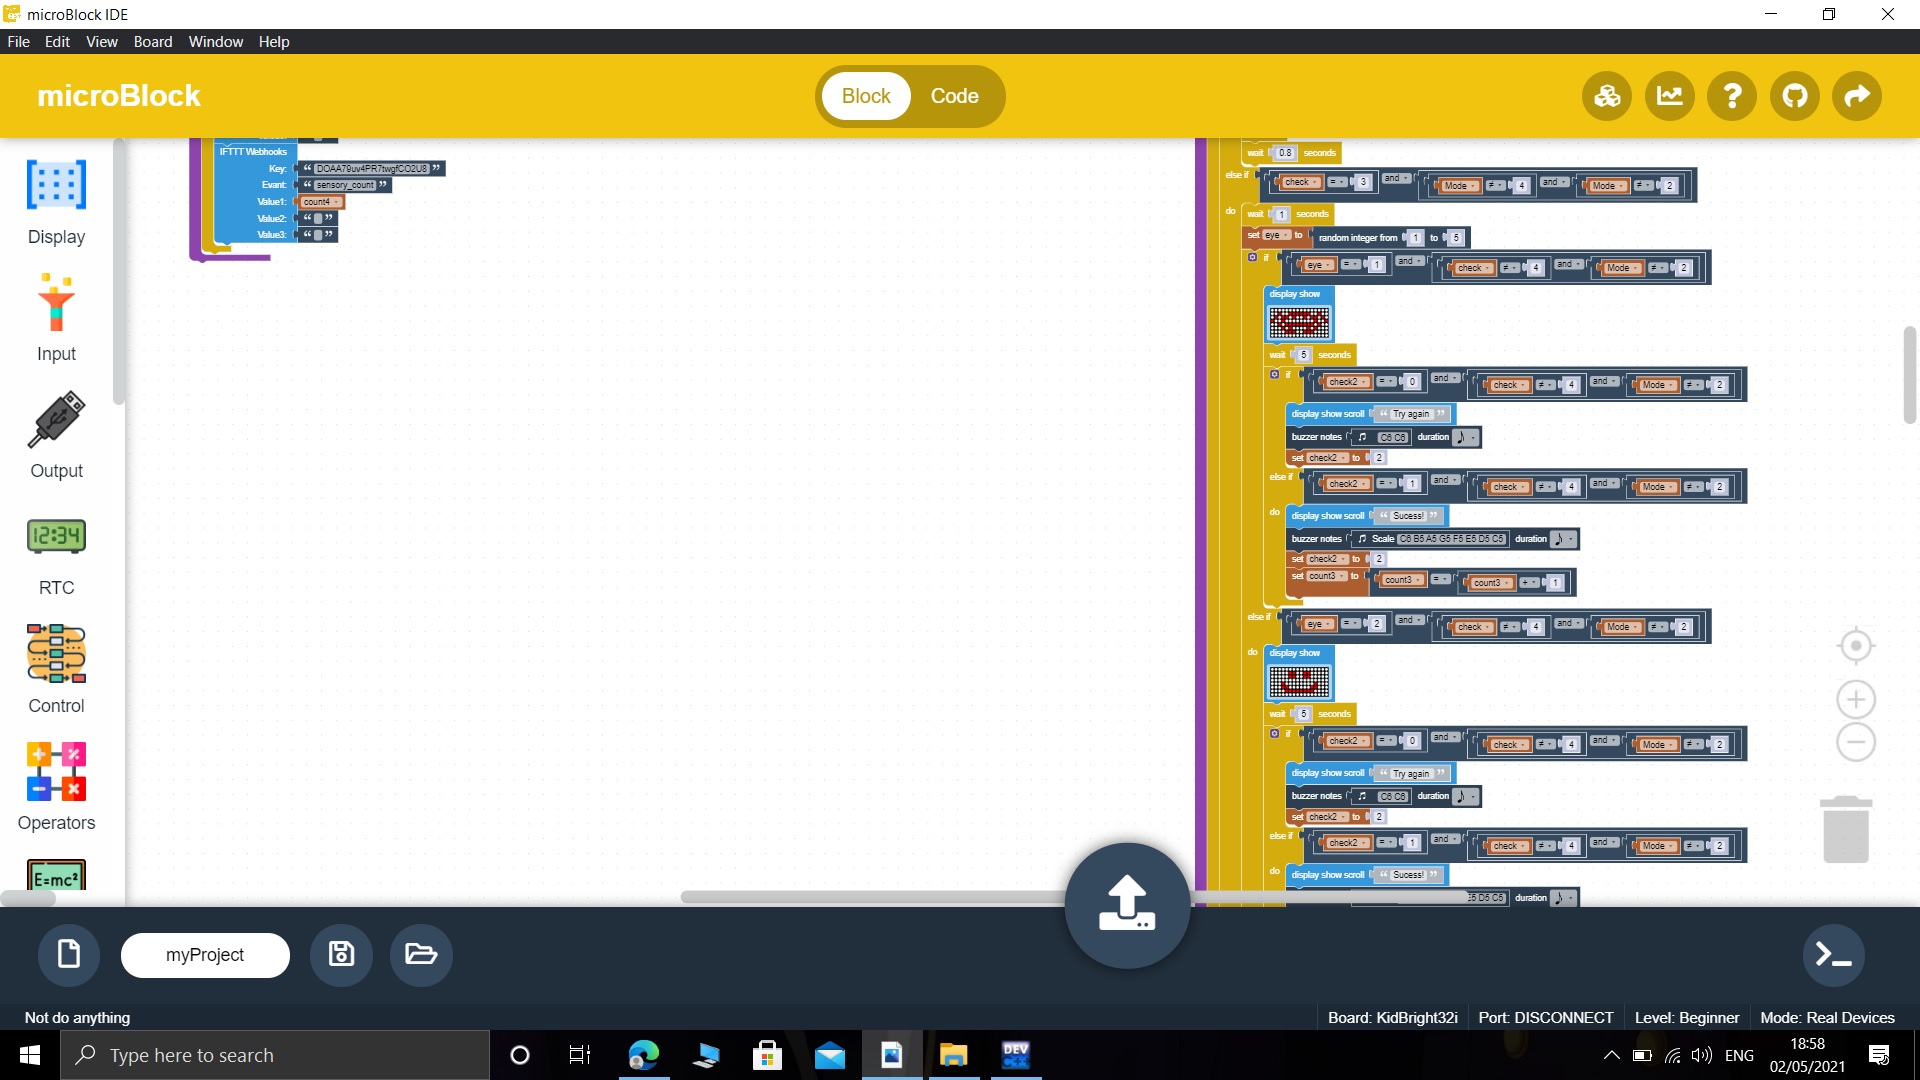 microBlock IDE
File Edit View Board Window Help
microBlock
Block Code
Display
Input
Output
RTC
Control
Operators
E=mc²
IFTTT Webhooks
Key: “ DOAA79uv4PR7twgfCO2U8 ”
Evant: “ sensory_count ”
Value1: count4
Value2: “ ”
Value3: “ ”
wait 0.8 seconds
else if check = 3 and Mode ≠ 4 and Mode ≠ 2
do wait 1 seconds
set eye to random integer from 1 to 5
if eye = 1 and check ≠ 4 and Mode ≠ 2
display show
wait 5 seconds
if check2 = 0 and check ≠ 4 and Mode ≠ 2
display show scroll “ Try again ”
buzzer notes C6 C6 duration
set check2 to 2
else if check2 = 1 and check ≠ 4 and Mode ≠ 2
do display show scroll “ Sucess! ”
buzzer notes Scale C6 B5 A5 G5 F5 E5 D5 C5 duration
set check2 to 2
set count3 to count3 = count3 + 1
else if eye = 2 and check ≠ 4 and Mode ≠ 2
do display show
wait 5 seconds
if check2 = 0 and check ≠ 4 and Mode ≠ 2
display show scroll “ Try again ”
buzzer notes C6 C6 duration
set check2 to 2
else if check2 = 1 and check ≠ 4 and Mode ≠ 2
do display show scroll “ Sucess! ”
E5 D5 C5 duration
myProject
Not do anything
Board: KidBright32i Port: DISCONNECT Level: Beginner Mode: Real Devices
Type here to search
DEV
ENG
18:58
02/05/2021